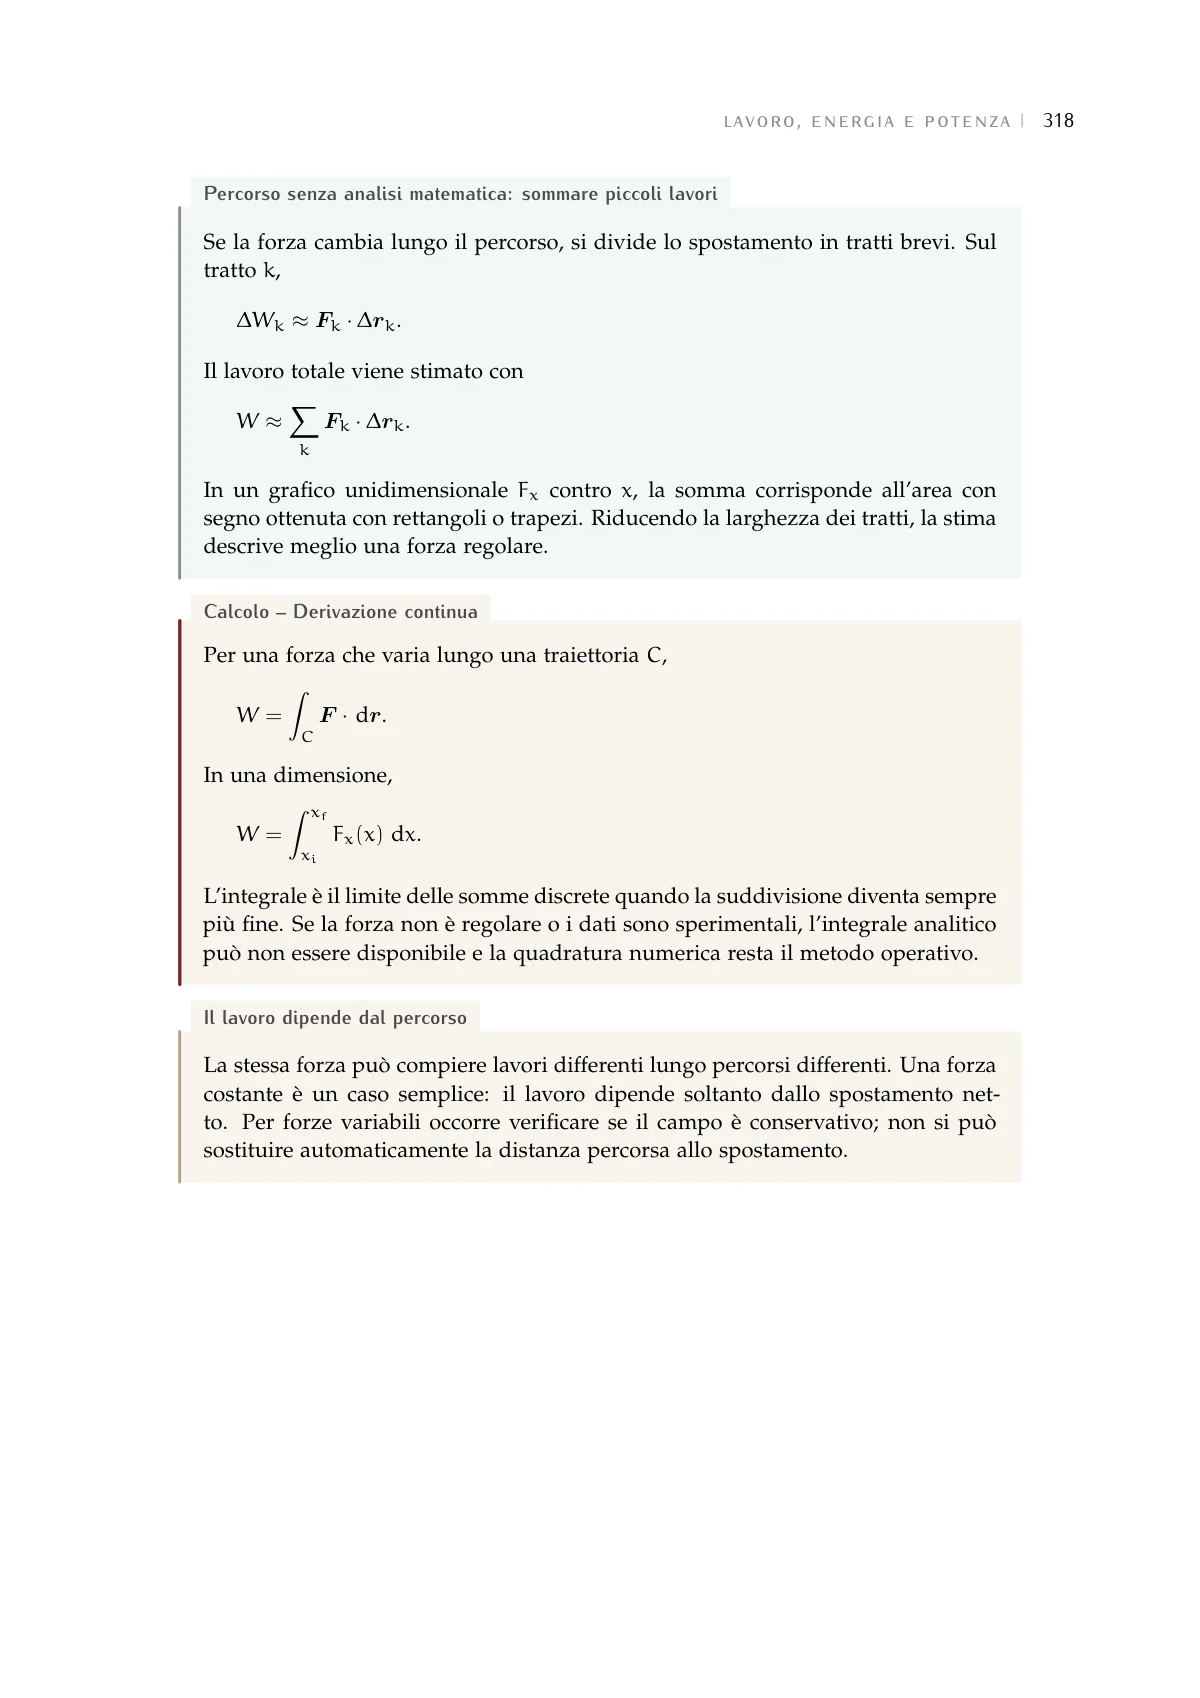 LAVORO, ENERGIA E POTENZA | 318
Percorso senza analisi matematica: sommare piccoli lavori
Se la forza cambia lungo il percorso, si divide lo spostamento in tratti brevi. Sul
tratto k,
ΔWₖ ≈ Fₖ · Δrₖ.
Il lavoro totale viene stimato con
W ≈ ∑ₖ Fₖ · Δrₖ.
In un grafico unidimensionale Fₓ contro x, la somma corrisponde all'area con
segno ottenuta con rettangoli o trapezi. Riducendo la larghezza dei tratti, la stima
descrive meglio una forza regolare.
Calcolo – Derivazione continua
Per una forza che varia lungo una traiettoria C,
W = ∫_C F · dr.
In una dimensione,
W = ∫_{x_i}^{x_f} Fₓ(x) dx.
L'integrale è il limite delle somme discrete quando la suddivisione diventa sempre
più fine. Se la forza non è regolare o i dati sono sperimentali, l'integrale analitico
può non essere disponibile e la quadratura numerica resta il metodo operativo.
Il lavoro dipende dal percorso
La stessa forza può compiere lavori differenti lungo percorsi differenti. Una forza
costante è un caso semplice: il lavoro dipende soltanto dallo spostamento net-
to. Per forze variabili occorre verificare se il campo è conservativo; non si può
sostituire automaticamente la distanza percorsa allo spostamento.